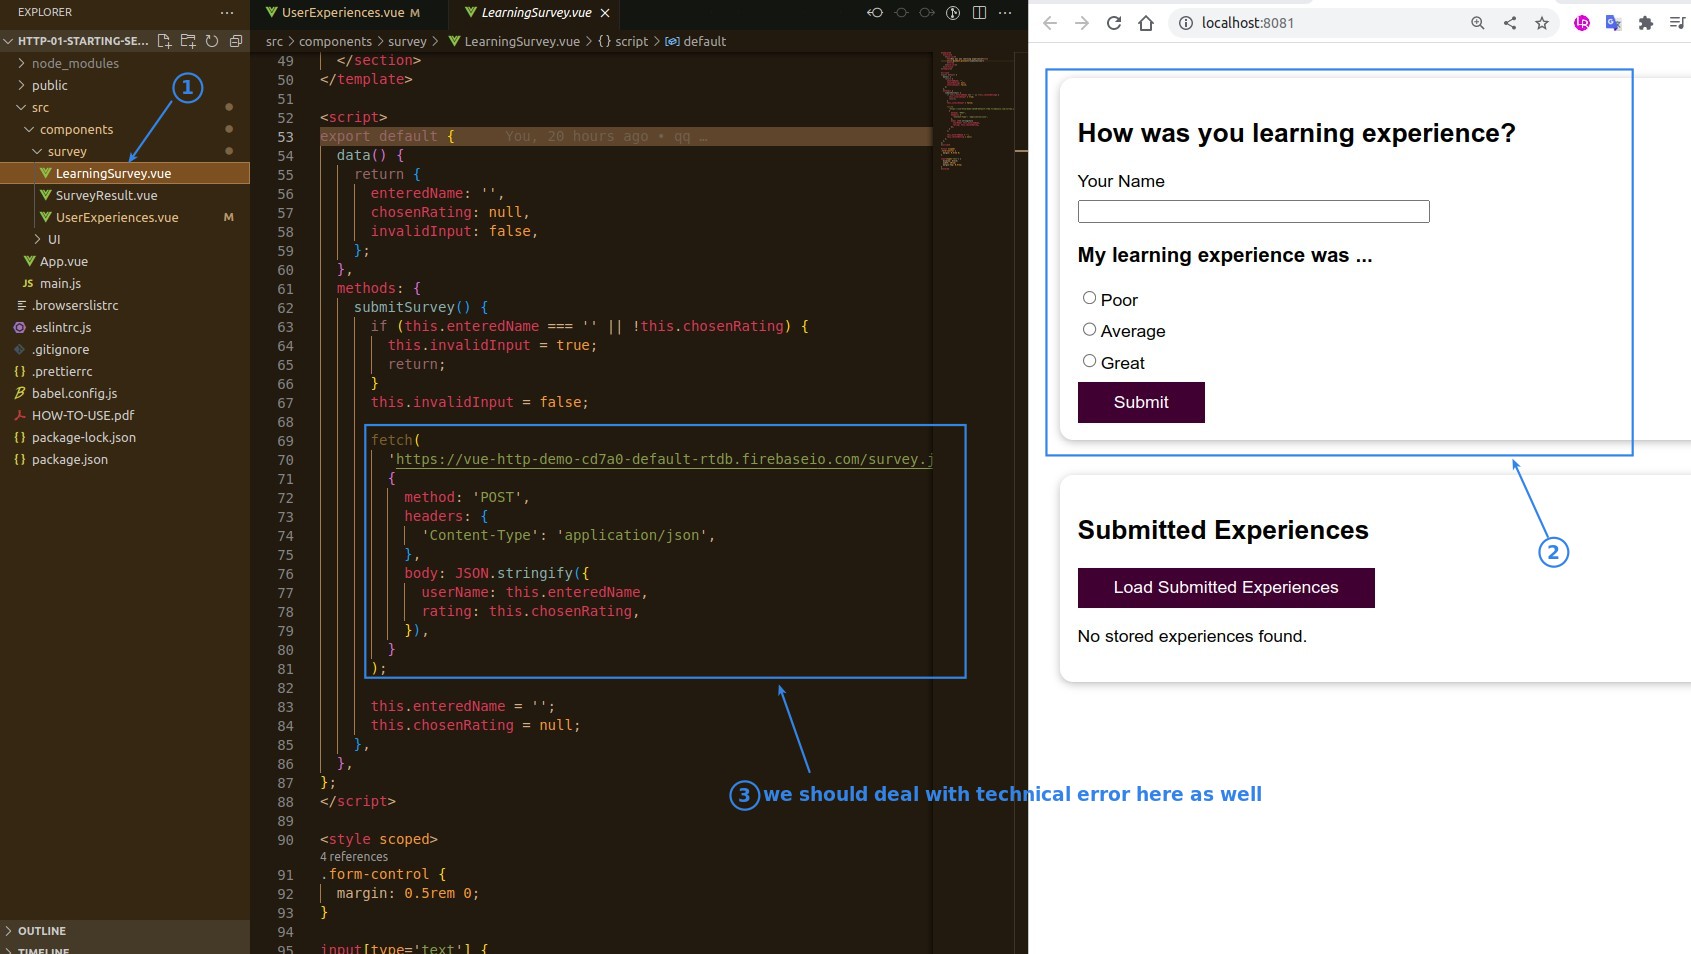 EXPLORER
HTTP-01-STARTING-SE...
node_modules
public
src
components
survey
LearningSurvey.vue
SurveyResult.vue
UserExperiences.vue M
UI
App.vue
JS main.js
.browserslistrc
.eslintrc.js
.gitignore
{} .prettierrc
babel.config.js
HOW-TO-USE.pdf
{} package-lock.json
{} package.json
OUTLINE
TIMELINE
1
UserExperiences.vue M
LearningSurvey.vue
src > components > survey > LearningSurvey.vue > {} script > default
49 </section>
50 </template>
51
52 <script>
53 export default { You, 20 hours ago • qq …
54 data() {
55 return {
56 enteredName: '',
57 chosenRating: null,
58 invalidInput: false,
59 };
60 },
61 methods: {
62 submitSurvey() {
63 if (this.enteredName === '' || !this.chosenRating) {
64 this.invalidInput = true;
65 return;
66 }
67 this.invalidInput = false;
68
69 fetch(
70 'https://vue-http-demo-cd7a0-default-rtdb.firebaseio.com/survey.j
71 {
72 method: 'POST',
73 headers: {
74 'Content-Type': 'application/json',
75 },
76 body: JSON.stringify({
77 userName: this.enteredName,
78 rating: this.chosenRating,
79 }),
80 }
81 );
82
83 this.enteredName = '';
84 this.chosenRating = null;
85 },
86 },
87 };
88 </script>
89
90 <style scoped>
4 references
91 .form-control {
92 margin: 0.5rem 0;
93 }
94
95 input[type='text'] {
3 we should deal with technical error here as well
localhost:8081
How was you learning experience?
Your Name
My learning experience was ...
Poor
Average
Great
Submit
2
Submitted Experiences
Load Submitted Experiences
No stored experiences found.